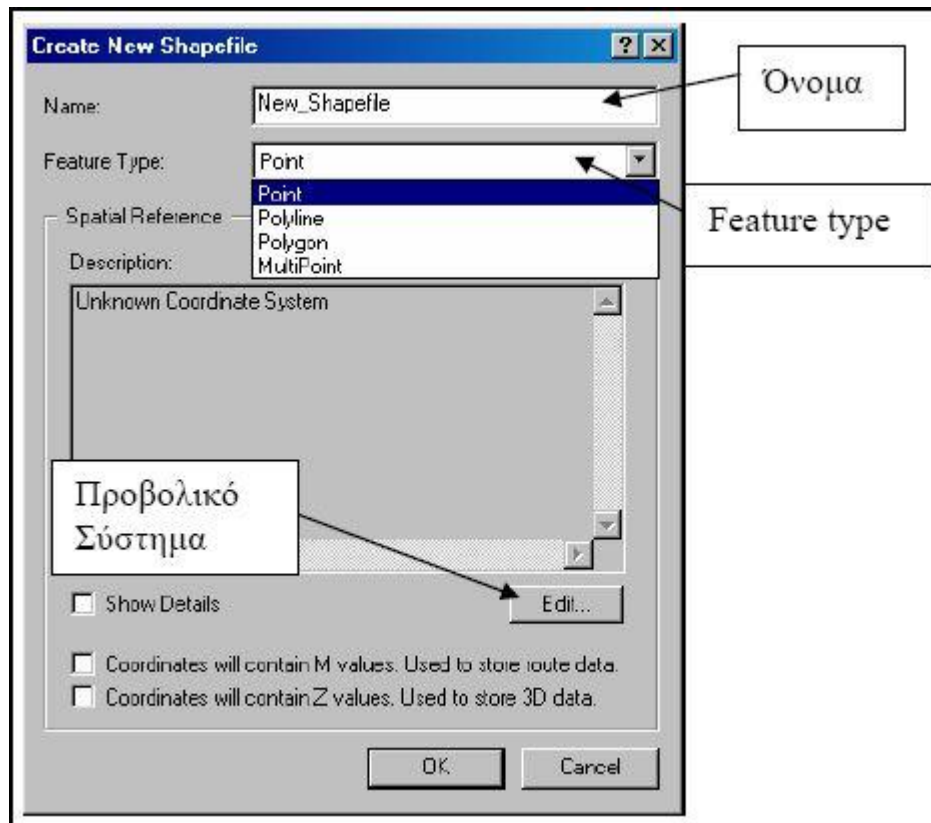 Create New Shapefile
Όνομα
Name:
New_Shapefile
Feature Type:
Point
Point
Polyline
Polygon
MultiPoint
Feature type
Spatial Reference
Description:
Unknown Coordinate System
Προβολικό
Σύστημα
Show Details
Edit...
Coordinates will contain M values. Used to store route data.
Coordinates will contain Z values. Used to store 3D data.
OK
Cancel